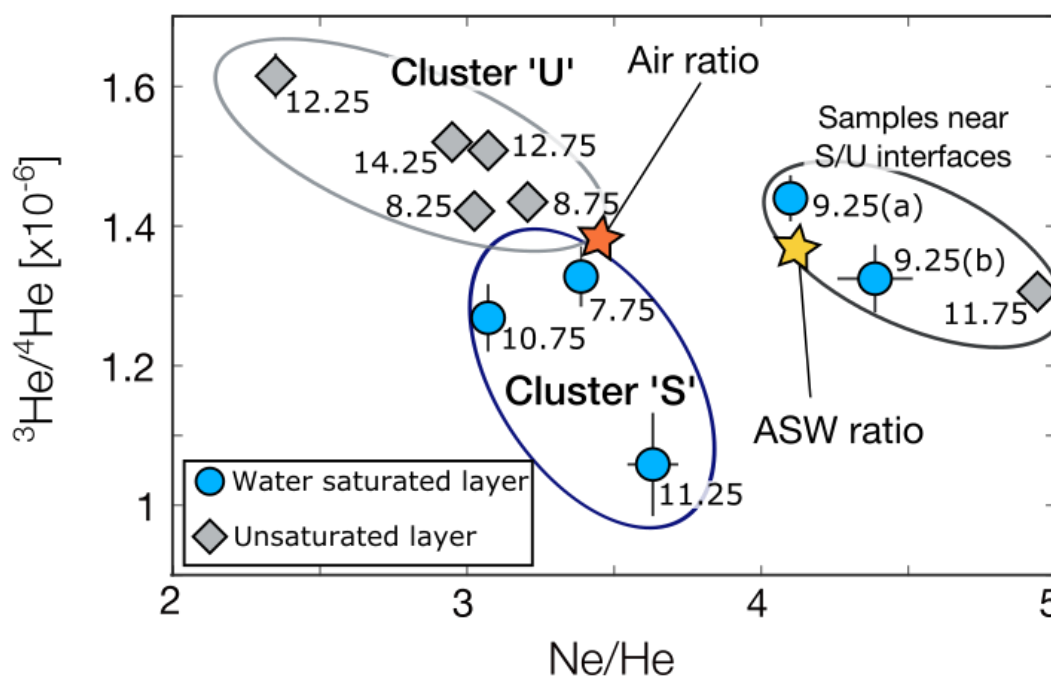 Cluster 'U'
Air ratio
12.25
14.25
12.75
8.25
8.75
Samples near
S/U interfaces
9.25(a)
9.25(b)
11.75
7.75
10.75
Cluster 'S'
11.25
ASW ratio
Water saturated layer
Unsaturated layer
³He/⁴He [x10⁻⁶]
1.6
1.4
1.2
1
2
3
4
5
Ne/He